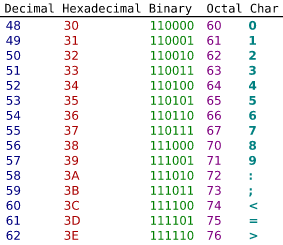 Decimal Hexadecimal Binary Octal Char
48 30 110000 60 0
49 31 110001 61 1
50 32 110010 62 2
51 33 110011 63 3
52 34 110100 64 4
53 35 110101 65 5
54 36 110110 66 6
55 37 110111 67 7
56 38 111000 70 8
57 39 111001 71 9
58 3A 111010 72 :
59 3B 111011 73 ;
60 3C 111100 74 <
61 3D 111101 75 =
62 3E 111110 76 >